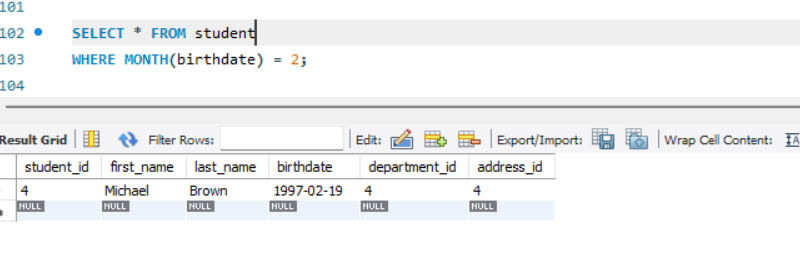 101
102 SELECT * FROM student
103 WHERE MONTH(birthdate) = 2;
104
Result Grid Filter Rows: Edit: Export/Import: Wrap Cell Content:
student_id first_name last_name birthdate department_id address_id
4 Michael Brown 1997-02-19 4 4
NULL NULL NULL NULL NULL NULL